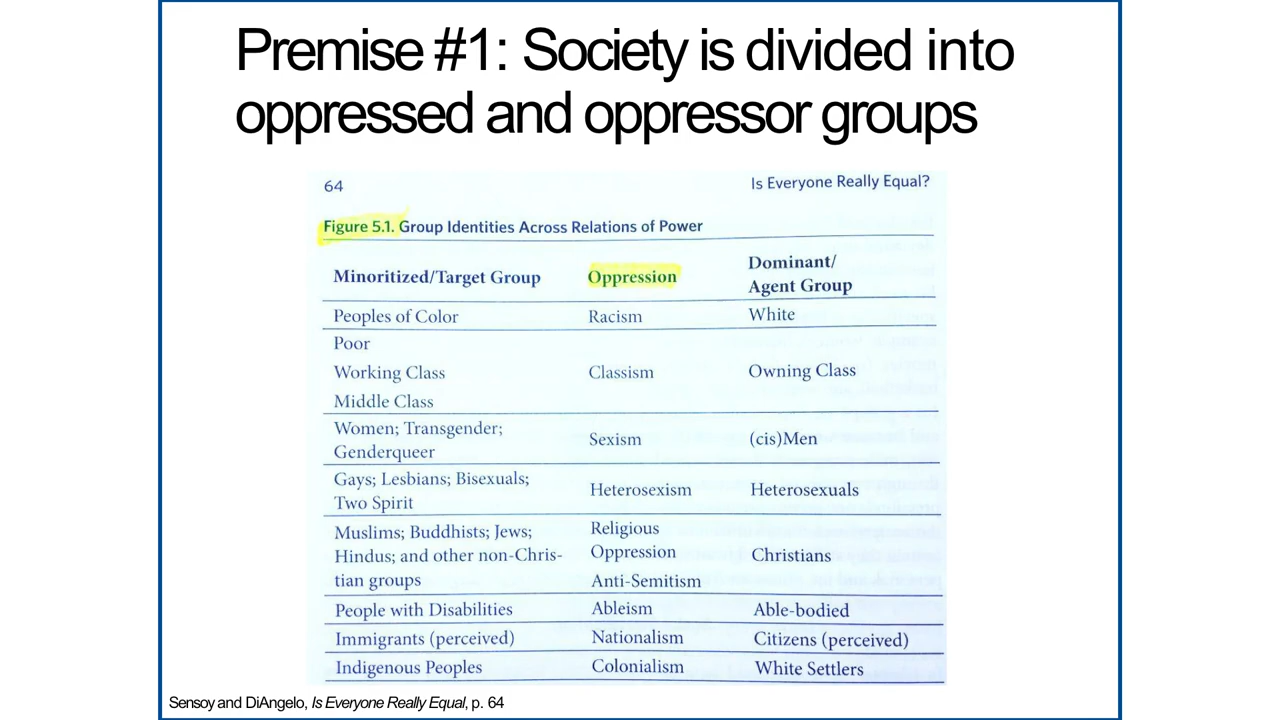 Premise #1: Society is divided into
oppressed and oppressor groups
64 Is Everyone Really Equal?
Figure 5.1. Group Identities Across Relations of Power
Minoritized/Target Group Oppression Dominant/
Agent Group
Peoples of Color Racism White
Poor
Working Class Classism Owning Class
Middle Class
Women; Transgender;
Genderqueer Sexism (cis)Men
Gays; Lesbians; Bisexuals;
Two Spirit Heterosexism Heterosexuals
Muslims; Buddhists; Jews; Religious
Hindus; and other non-Chris- Oppression Christians
tian groups Anti-Semitism
People with Disabilities Ableism Able-bodied
Immigrants (perceived) Nationalism Citizens (perceived)
Indigenous Peoples Colonialism White Settlers
Sensoy and DiAngelo, Is Everyone Really Equal, p. 64